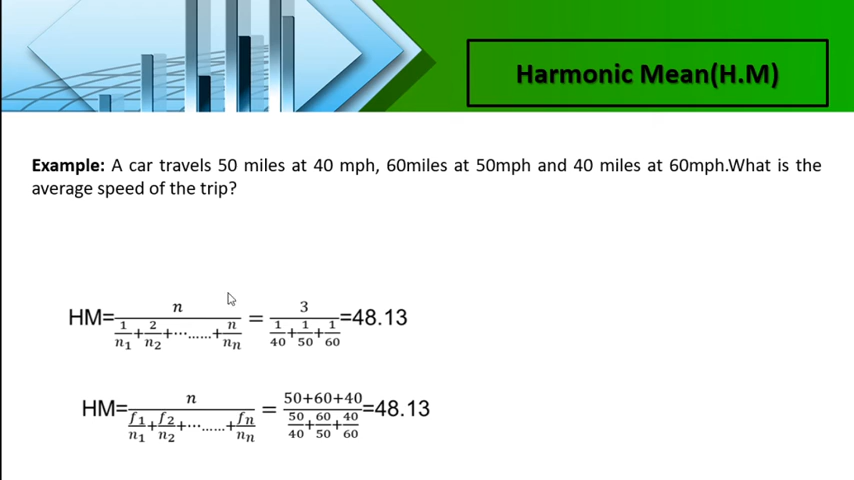 Harmonic Mean(H.M)
Example: A car travels 50 miles at 40 mph, 60miles at 50mph and 40 miles at 60mph.What is the
average speed of the trip?
HM=n/(1/n₁+2/n₂+⋯......+n/nₙ) = 3/(1/40+1/50+1/60)=48.13
HM=n/(f₁/n₁+f₂/n₂+⋯......+fₙ/nₙ) = (50+60+40)/(50/40+60/50+40/60)=48.13